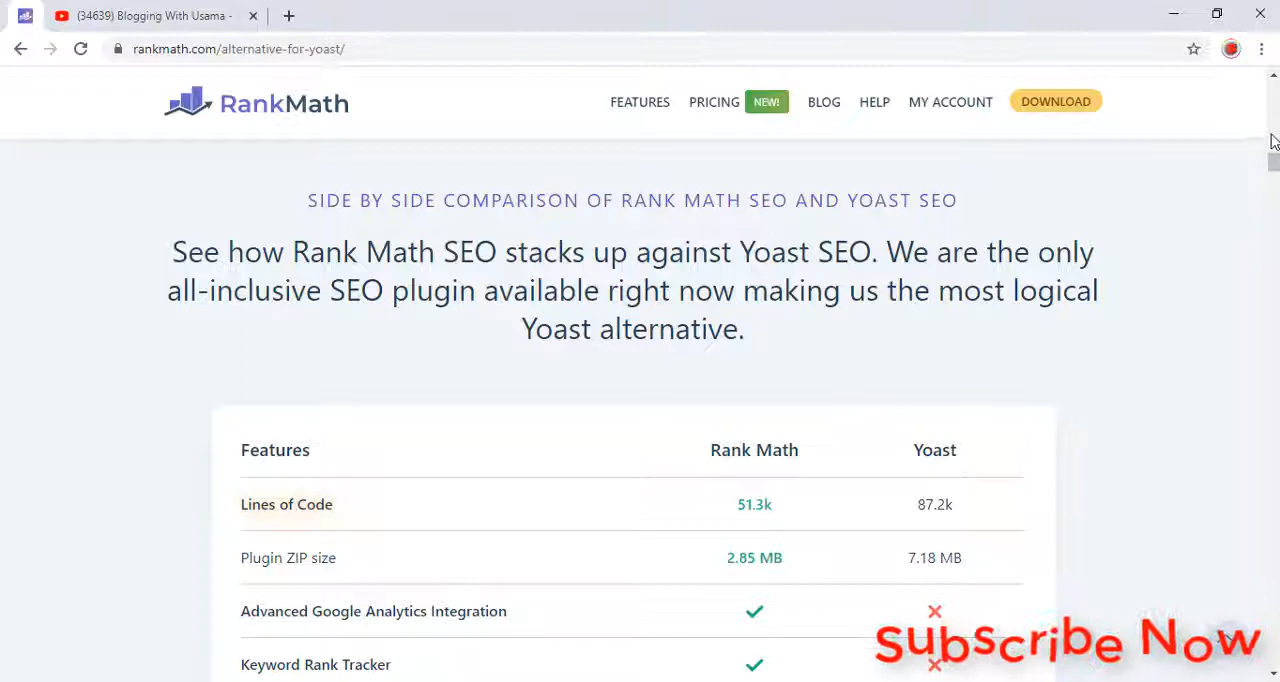 (34639) Blogging With Usama -
rankmath.com/alternative-for-yoast/
RankMath
FEATURES PRICING NEW! BLOG HELP MY ACCOUNT DOWNLOAD
SIDE BY SIDE COMPARISON OF RANK MATH SEO AND YOAST SEO
See how Rank Math SEO stacks up against Yoast SEO. We are the only
all-inclusive SEO plugin available right now making us the most logical
Yoast alternative.
Features Rank Math Yoast
Lines of Code 51.3k 87.2k
Plugin ZIP size 2.85 MB 7.18 MB
Advanced Google Analytics Integration
Keyword Rank Tracker
Subscribe Now